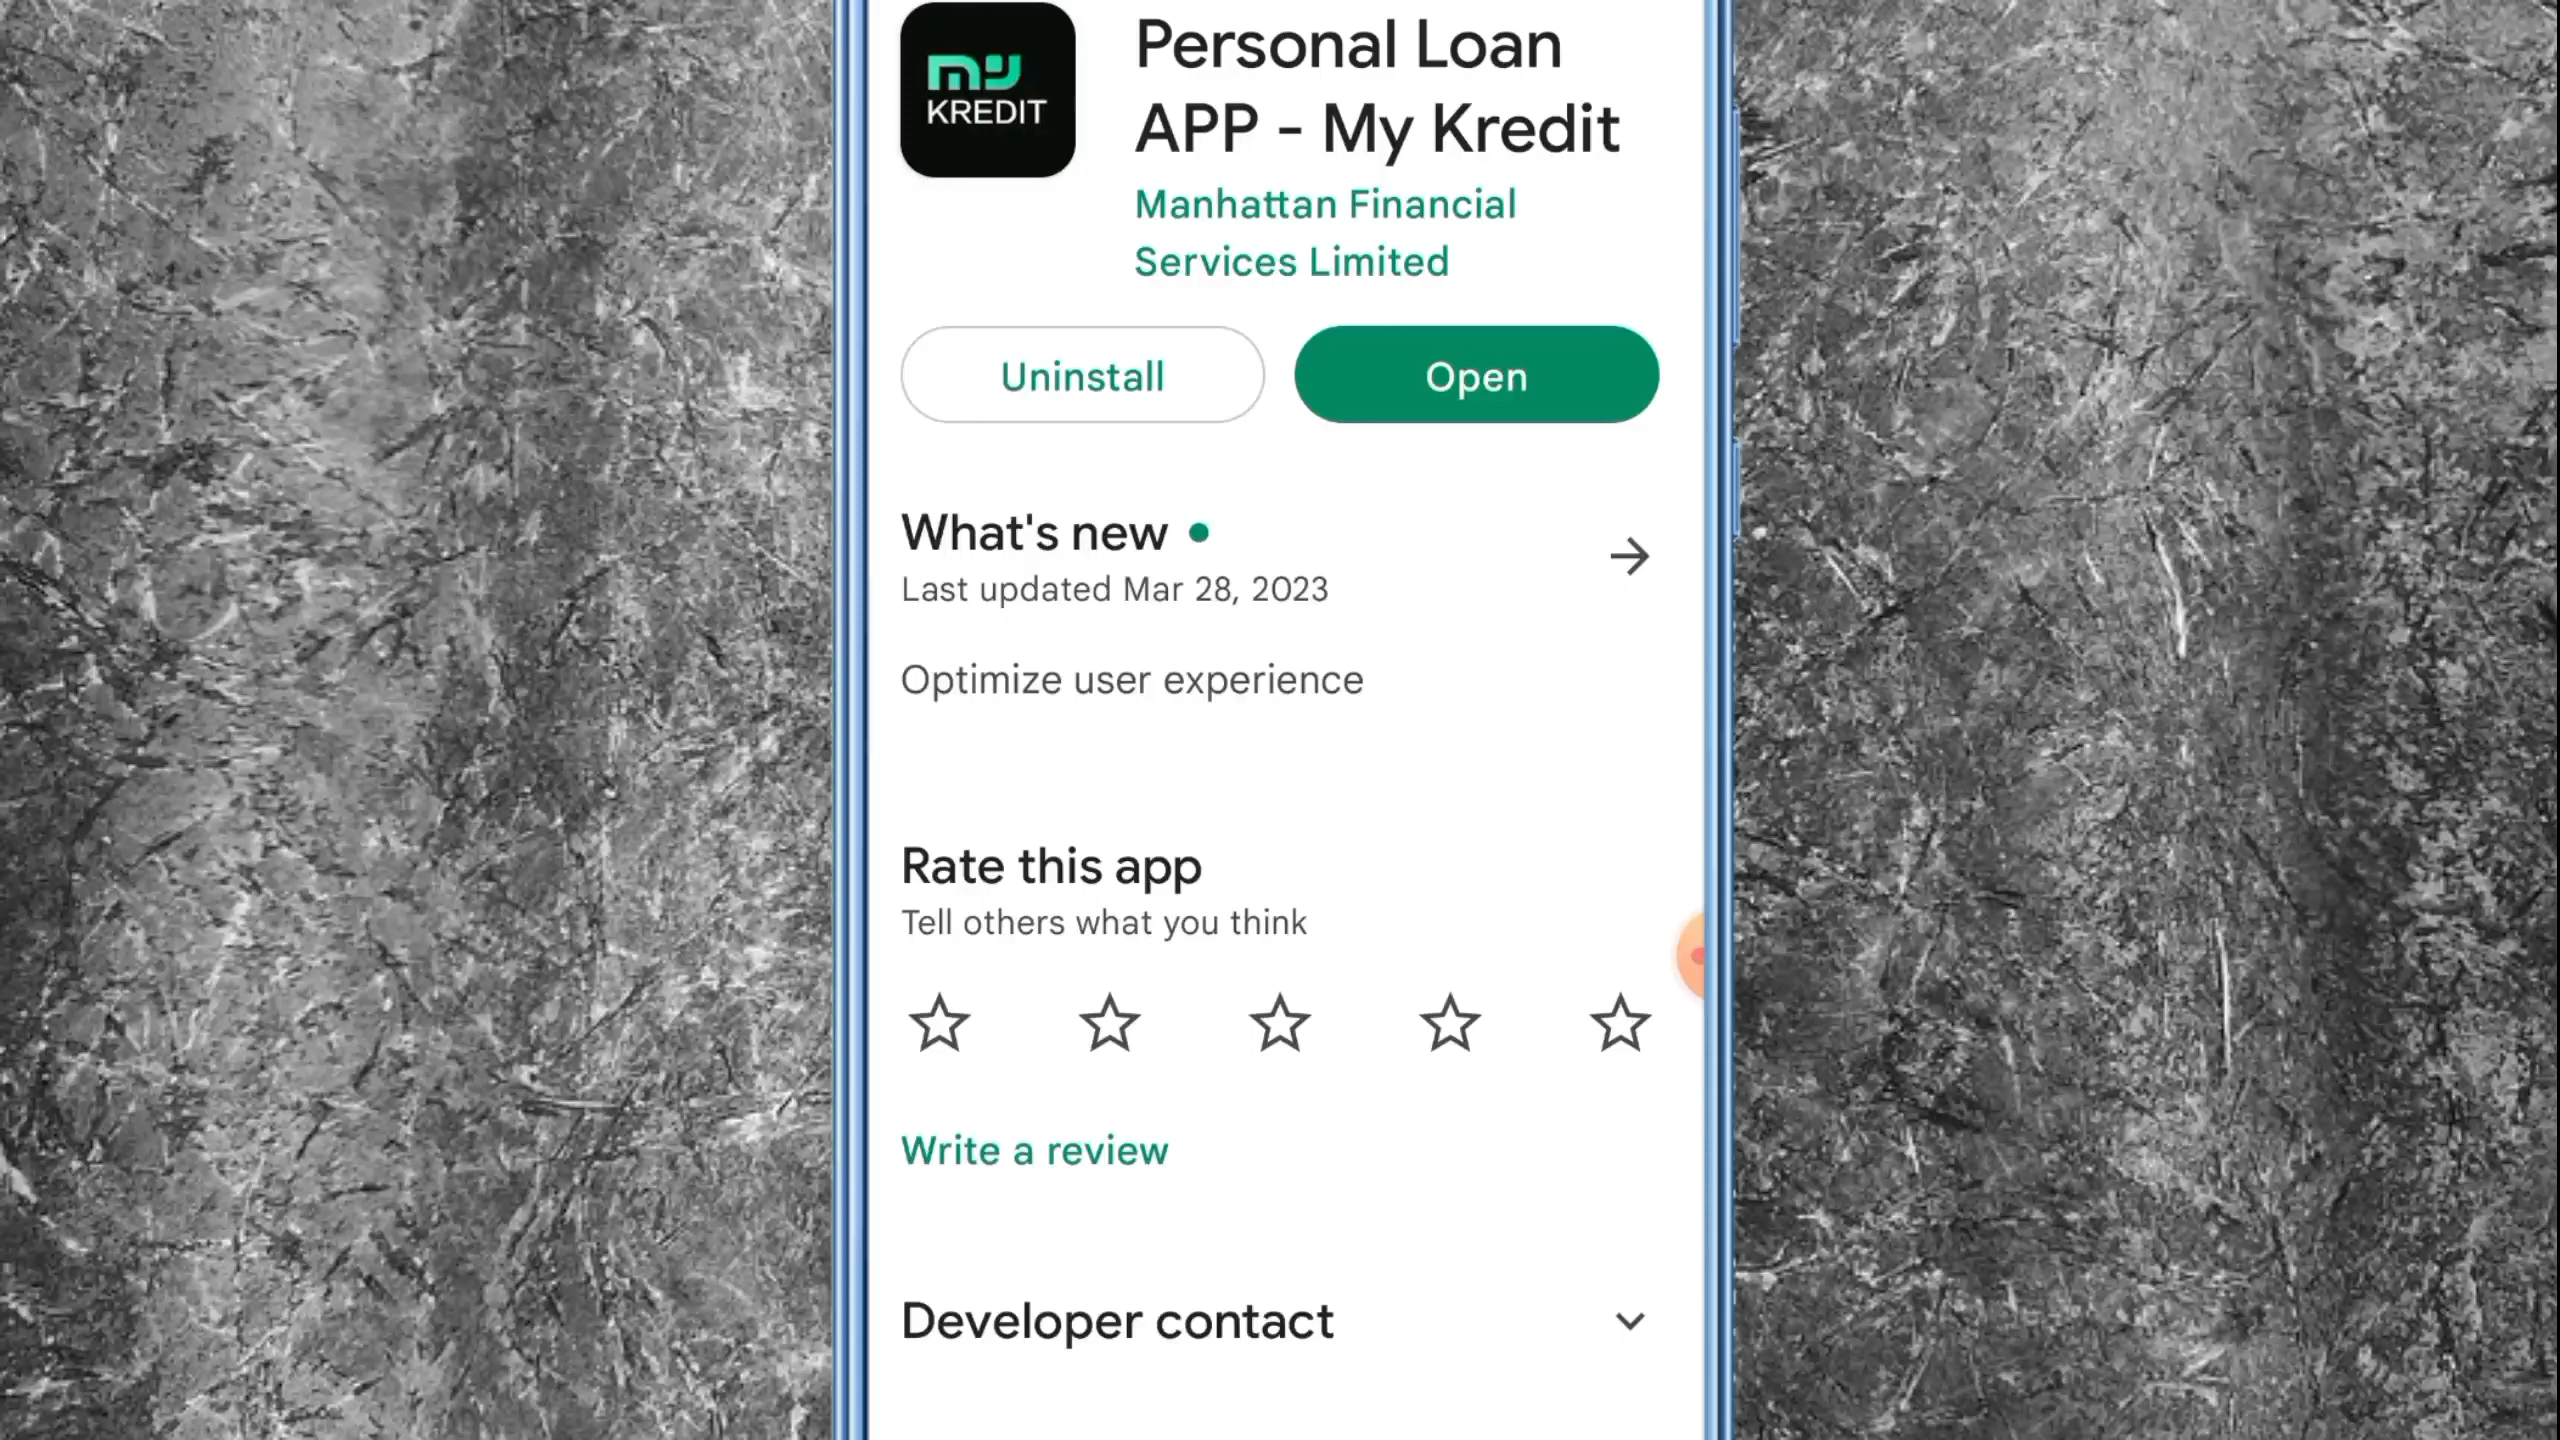 my
KREDIT
Personal Loan
APP - My Kredit
Manhattan Financial
Services Limited
Uninstall
Open
What's new
Last updated Mar 28, 2023
Optimize user experience
Rate this app
Tell others what you think
Write a review
Developer contact